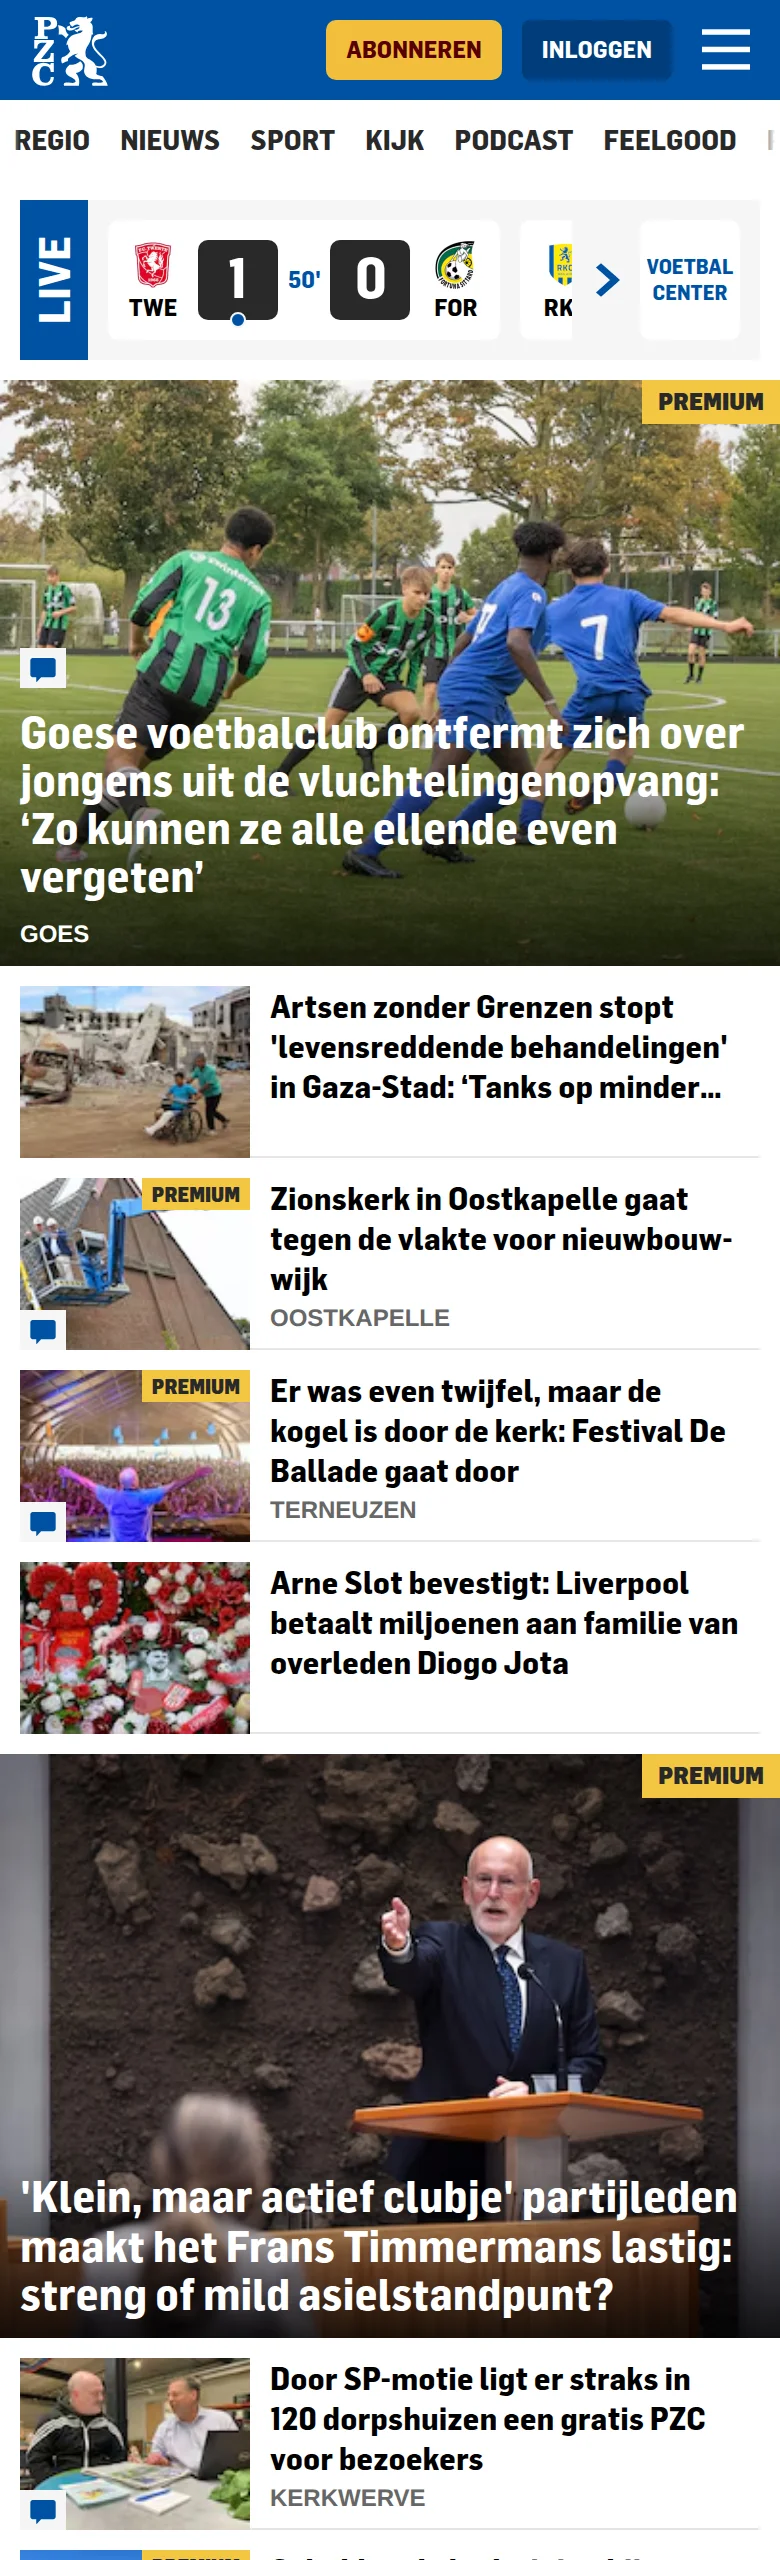 PZC
ABONNEREN
INLOGGEN
REGIO NIEUWS SPORT KIJK PODCAST FEELGOOD
LIVE
TWE
1
50'
0
FOR
RK
VOETBAL
CENTER
PREMIUM
13
7
Goese voetbalclub ontfermt zich over
jongens uit de vluchtelingenopvang:
‘Zo kunnen ze alle ellende even
vergeten’
GOES
Artsen zonder Grenzen stopt
'levensreddende behandelingen'
in Gaza-Stad: ‘Tanks op minder...
PREMIUM
Zionskerk in Oostkapelle gaat
tegen de vlakte voor nieuwbouw-
wijk
OOSTKAPELLE
PREMIUM
Er was even twijfel, maar de
kogel is door de kerk: Festival De
Ballade gaat door
TERNEUZEN
Arne Slot bevestigt: Liverpool
betaalt miljoenen aan familie van
overleden Diogo Jota
PREMIUM
'Klein, maar actief clubje' partijleden
maakt het Frans Timmermans lastig:
streng of mild asielstandpunt?
Door SP-motie ligt er straks in
120 dorpshuizen een gratis PZC
voor bezoekers
KERKWERVE